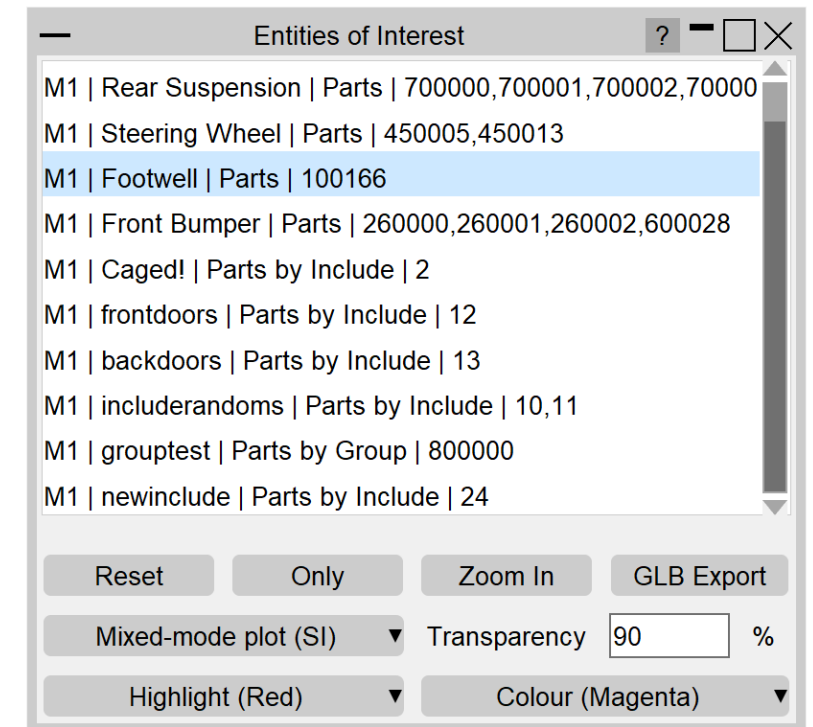 Entities of Interest ?
M1 | Rear Suspension | Parts | 700000,700001,700002,70000
M1 | Steering Wheel | Parts | 450005,450013
M1 | Footwell | Parts | 100166
M1 | Front Bumper | Parts | 260000,260001,260002,600028
M1 | Caged! | Parts by Include | 2
M1 | frontdoors | Parts by Include | 12
M1 | backdoors | Parts by Include | 13
M1 | includerandoms | Parts by Include | 10,11
M1 | grouptest | Parts by Group | 800000
M1 | newinclude | Parts by Include | 24
Reset Only Zoom In GLB Export
Mixed-mode plot (SI) Transparency 90 %
Highlight (Red) Colour (Magenta)